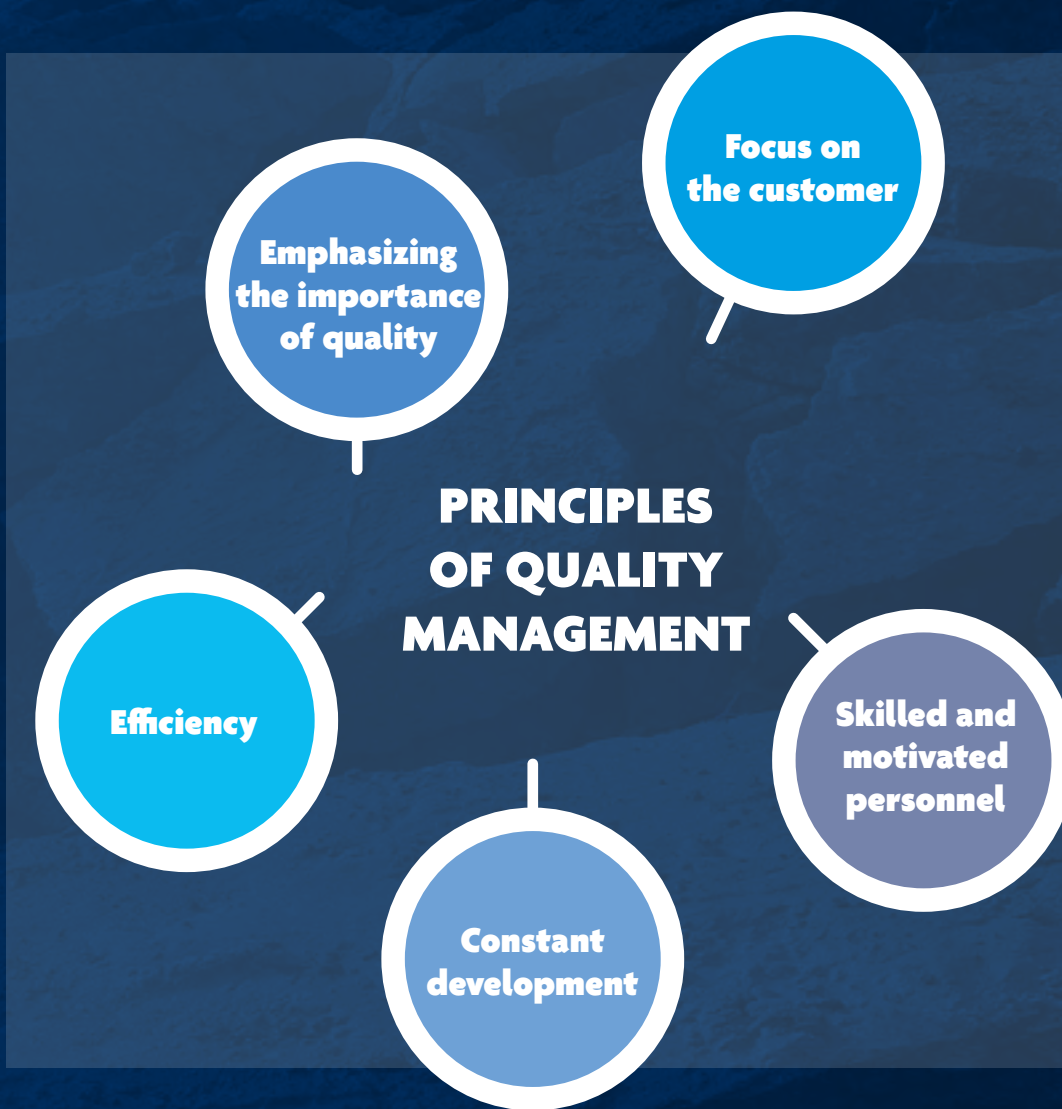 Focus on
the customer
Emphasizing
the importance
of quality
PRINCIPLES
OF QUALITY
MANAGEMENT
Efficiency
Skilled and
motivated
personnel
Constant
development